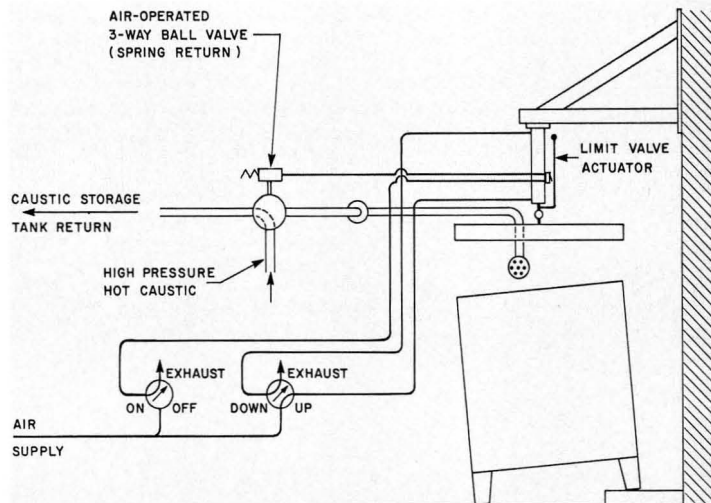 AIR-OPERATED
3-WAY BALL VALVE
(SPRING RETURN)
LIMIT VALVE
ACTUATOR
CAUSTIC STORAGE
TANK RETURN
HIGH PRESSURE
HOT CAUSTIC
EXHAUST
EXHAUST
ON
OFF
DOWN
UP
AIR
SUPPLY